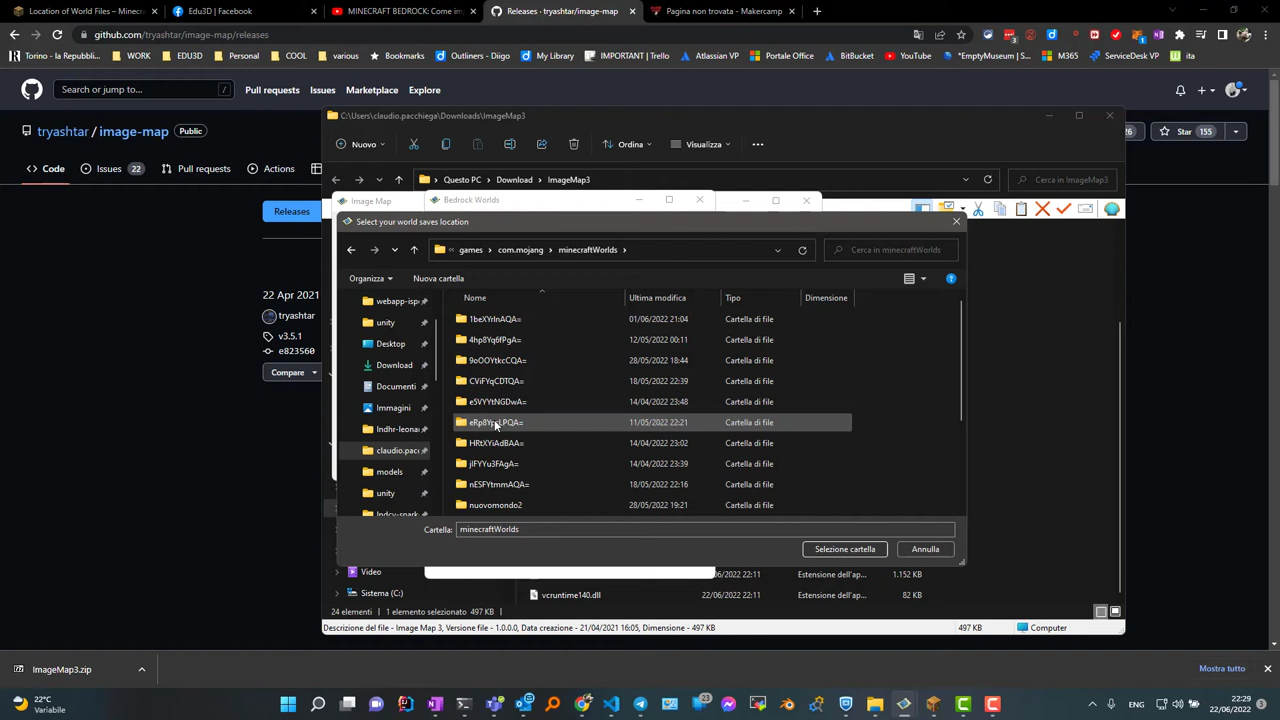 Location of World Files – Minec
Edu3D | Facebook
MINECRAFT BEDROCK: Come im
Releases · tryashtar/image-map
Pagina non trovata - Makercamp
github.com/tryashtar/image-map/releases
Torino - la Repubbli...
WORK
EDU3D
Personal
COOL
various
Bookmarks
Outliners - Diigo
My Library
IMPORTANT | Trello
Atlassian VP
Portale Office
BitBucket
*EmptyMuseum | S...
M365
ServiceDesk VP
ita
Search or jump to...
/
Pull requests
Issues
Marketplace
Explore
tryashtar / image-map
Public
Star
155
Code
Issues
22
Pull requests
Actions
Releases
22 Apr 2021
tryashtar
v3.5.1
e823560
Compare
C:\Users\claudio.pacchiega\Downloads\ImageMap3
Nuovo
Ordina
Visualizza
Questo PC
Download
ImageMap3
Cerca in ImageMap3
Image Map
Bedrock Worlds
Select your world saves location
games
com.mojang
minecraftWorlds
Cerca in minecraftWorlds
Organizza
Nuova cartella
Nome
Ultima modifica
Tipo
Dimensione
webapp-isp
unity
Desktop
Download
Documenti
Immagini
lndhr-leona
claudio.pacc
models
unity
lndcv-spark
1beXYrlnAQA=
01/06/2022 21:04
Cartella di file
4hp8Yq6fPgA=
12/05/2022 00:11
Cartella di file
9oOOYtkcCQA=
28/05/2022 18:44
Cartella di file
CViFYqCDTQA=
18/05/2022 22:39
Cartella di file
e5VYYtNGDwA=
14/04/2022 23:48
Cartella di file
11/05/2022 22:21
Cartella di file
HRtXYiAdBAA=
14/04/2022 23:02
Cartella di file
jIFYYu3FAgA=
14/04/2022 23:39
Cartella di file
nESFYtmmAQA=
18/05/2022 22:16
Cartella di file
nuovomondo2
28/05/2022 19:21
Cartella di file
Cartella:
minecraftWorlds
Selezione cartella
Annulla
Video
/06/2022 22:11
Estensione dell'ap...
1.152 KB
Sistema (C:)
vcruntime140.dll
22/06/2022 22:11
Estensione dell'ap...
82 KB
24 elementi
1 elemento selezionato 497 KB
Descrizione del file - Image Map 3, Versione file - 1.0.0.0, Data creazione - 21/04/2021 16:05, Dimensione - 497 KB
497 KB
Computer
ImageMap3.zip
Mostra tutto
22°C
Variabile
23
ENG
22:29
22/06/2022